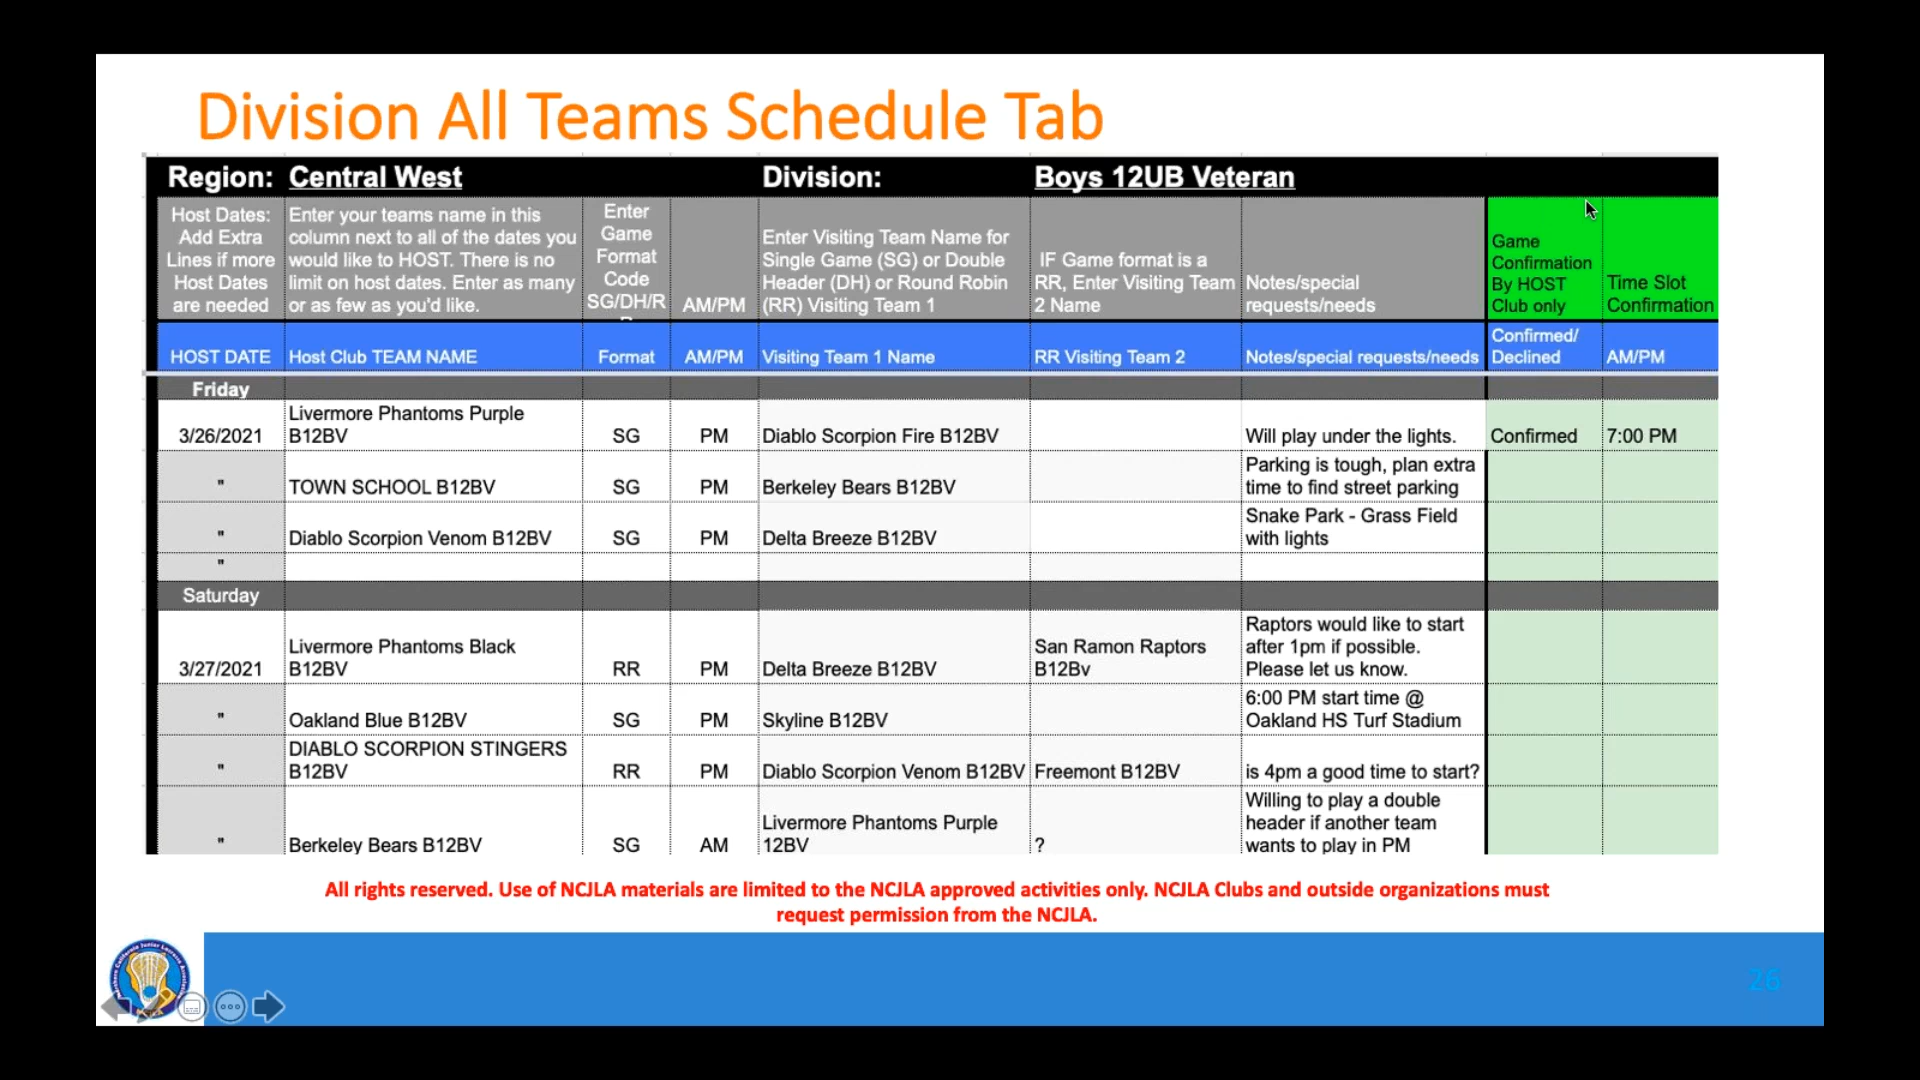 Division All Teams Schedule Tab
Region: Central West Division: Boys 12UB Veteran
Host Dates:
Add Extra
Lines if more
Host Dates
are needed
Enter your teams name in this
column next to all of the dates you
would like to HOST. There is no
limit on host dates. Enter as many
or as few as you'd like.
Enter
Game
Format
Code
SG/DH/R
AM/PM
Enter Visiting Team Name for
Single Game (SG) or Double
Header (DH) or Round Robin
(RR) Visiting Team 1
IF Game format is a
RR, Enter Visiting Team
2 Name
Notes/special
requests/needs
Game
Confirmation
By HOST
Club only
Time Slot
Confirmation
HOST DATE
Host Club TEAM NAME
Format
AM/PM
Visiting Team 1 Name
RR Visiting Team 2
Notes/special requests/needs
Confirmed/
Declined
AM/PM
Friday
3/26/2021
Livermore Phantoms Purple
B12BV
SG
PM
Diablo Scorpion Fire B12BV
Will play under the lights.
Confirmed
7:00 PM
"
TOWN SCHOOL B12BV
SG
PM
Berkeley Bears B12BV
Parking is tough, plan extra
time to find street parking
"
Diablo Scorpion Venom B12BV
SG
PM
Delta Breeze B12BV
Snake Park - Grass Field
with lights
"
Saturday
3/27/2021
Livermore Phantoms Black
B12BV
RR
PM
Delta Breeze B12BV
San Ramon Raptors
B12Bv
Raptors would like to start
after 1pm if possible.
Please let us know.
"
Oakland Blue B12BV
SG
PM
Skyline B12BV
6:00 PM start time @
Oakland HS Turf Stadium
"
DIABLO SCORPION STINGERS
B12BV
RR
PM
Diablo Scorpion Venom B12BV
Freemont B12BV
is 4pm a good time to start?
"
Berkeley Bears B12BV
SG
AM
Livermore Phantoms Purple
12BV
?
Willing to play a double
header if another team
wants to play in PM
All rights reserved. Use of NCJLA materials are limited to the NCJLA approved activities only. NCJLA Clubs and outside organizations must
request permission from the NCJLA.
26